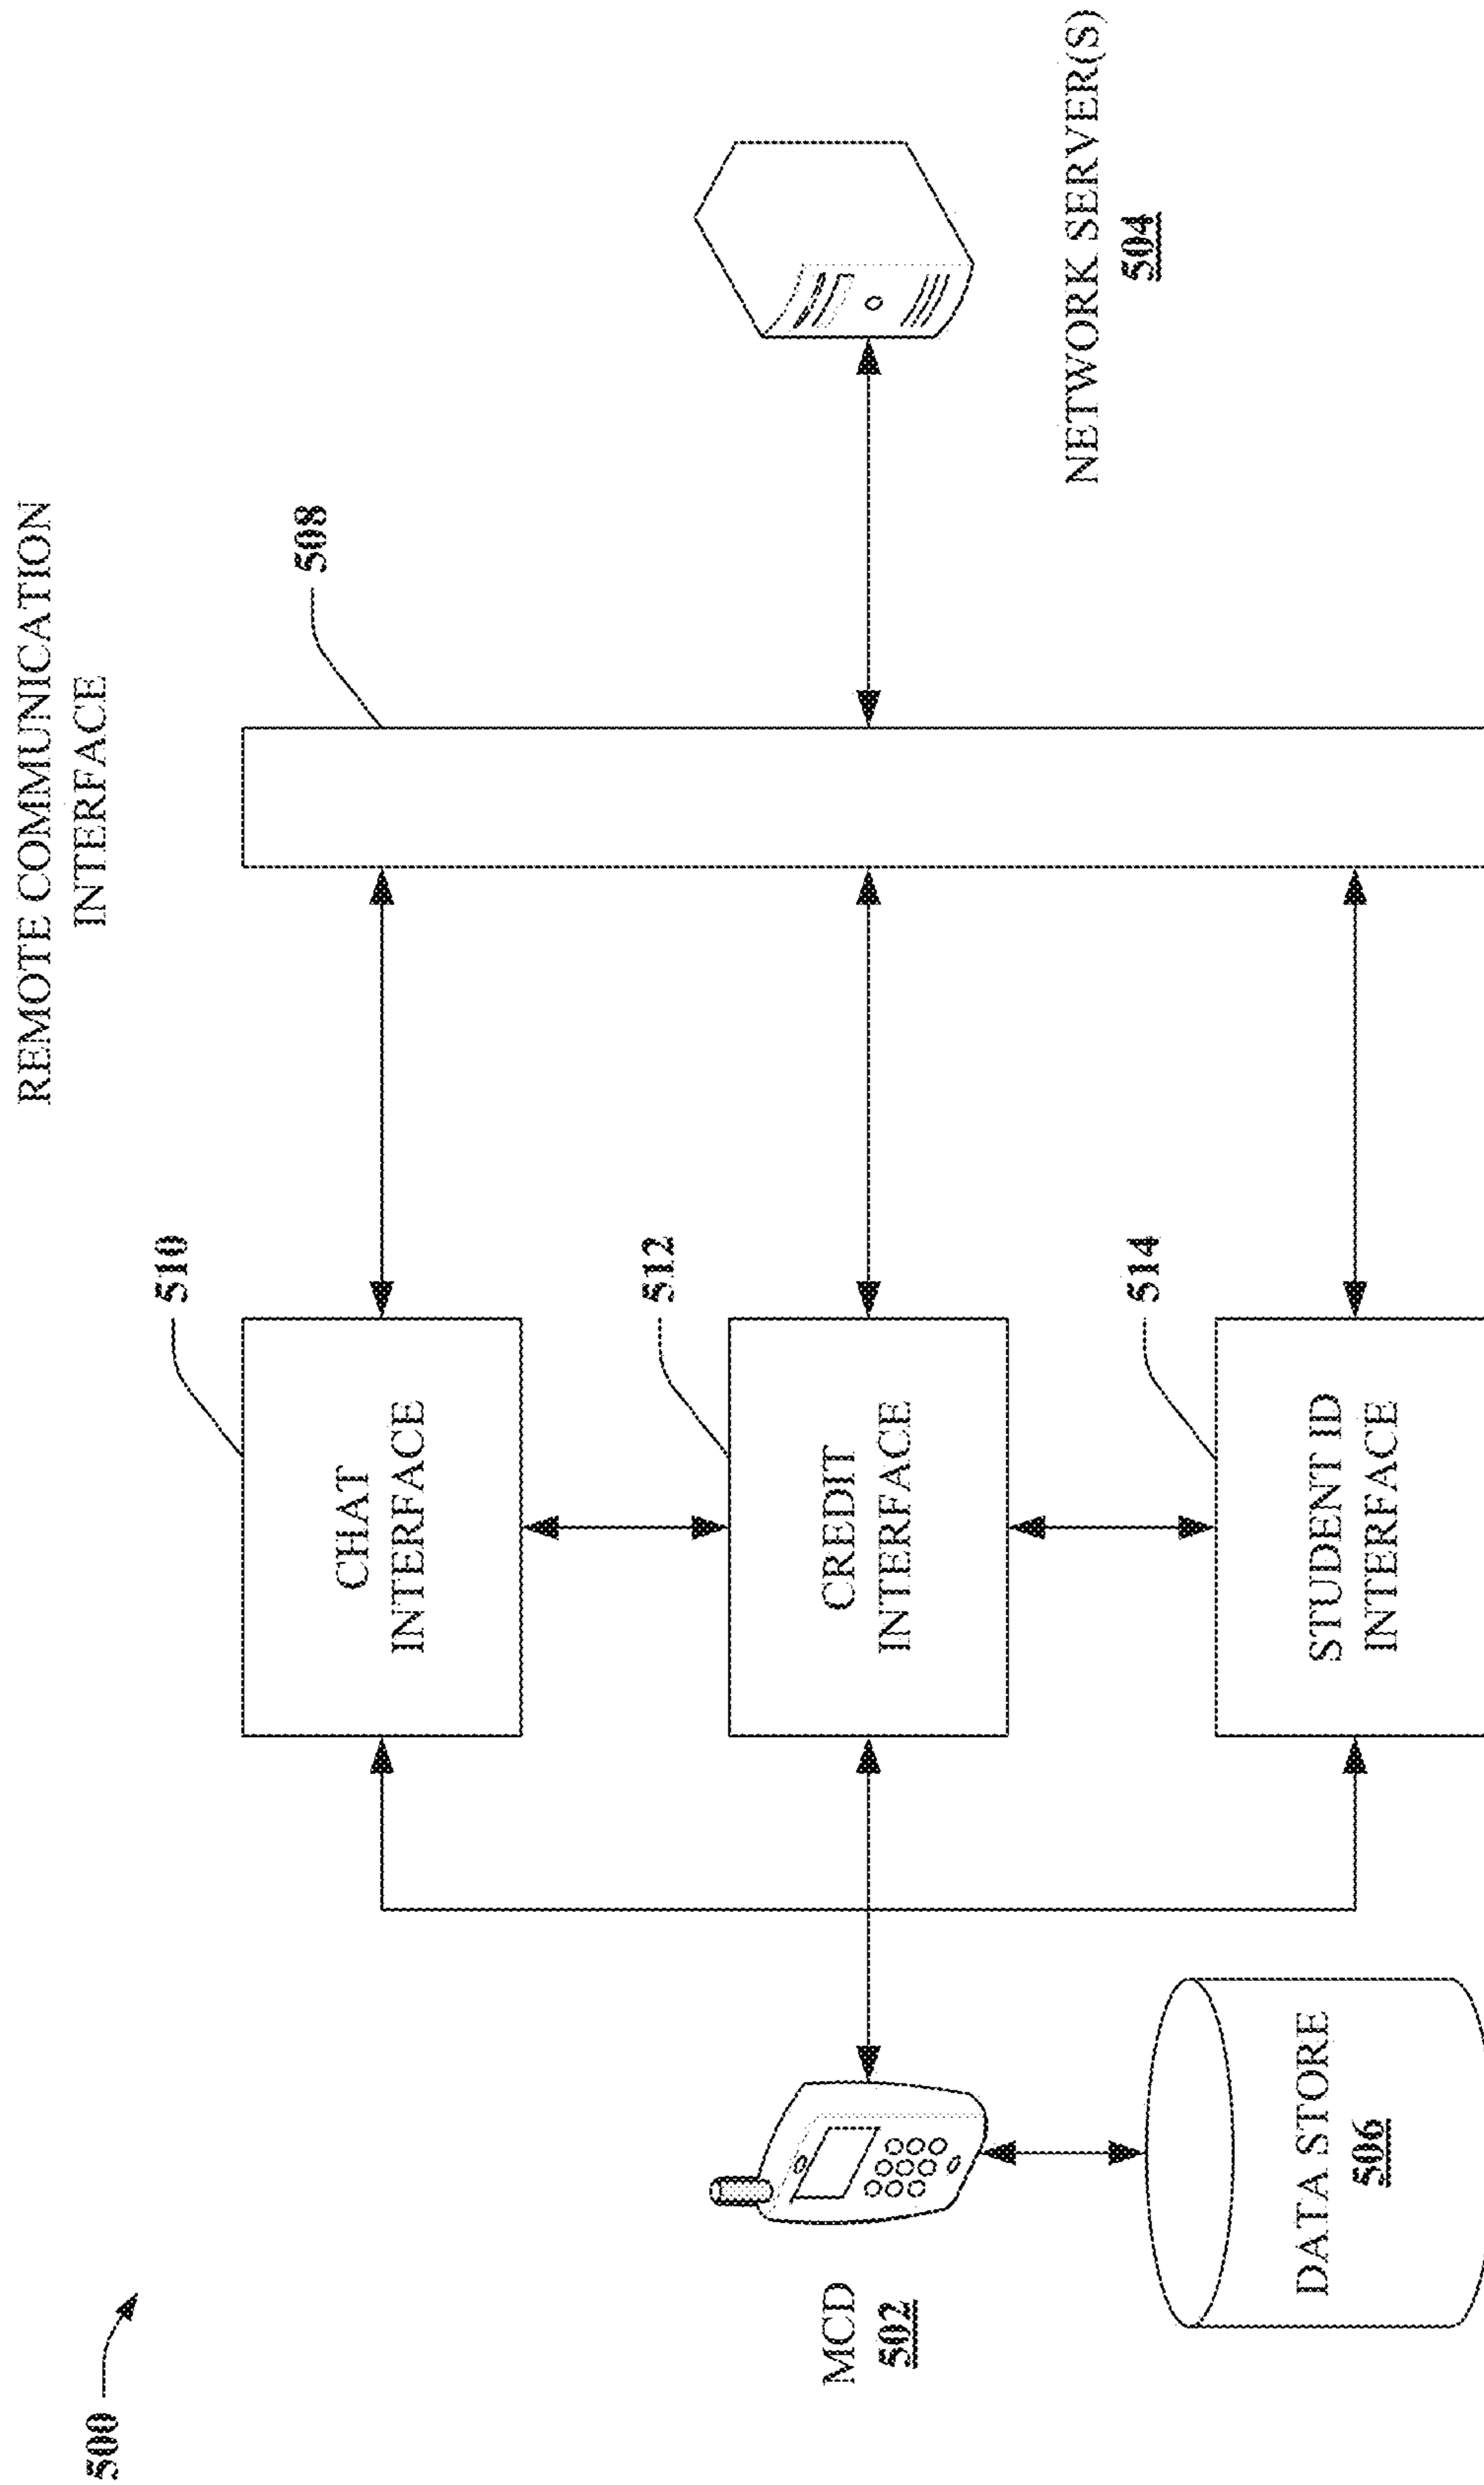 REMOTE COMMUNICATION
INTERFACE
500
508
510
CHAT
INTERFACE
512
CREDIT
INTERFACE
514
STUDENT ID
INTERFACE
MCD
502
DATA STORE
506
NETWORK SERVER(S)
504